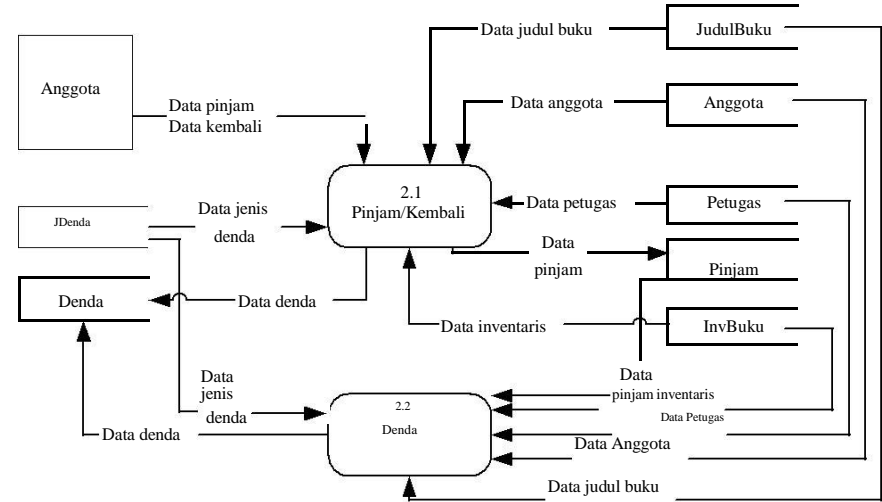 Data judul buku
JudulBuku
Anggota
Data pinjam
Data kembali
Data anggota
Anggota
2.1
Pinjam/Kembali
Data petugas
Petugas
JDenda
Data jenis
denda
Data
pinjam
Pinjam
Denda
Data denda
Data inventaris
InvBuku
Data
jenis
denda
2.2
Denda
Data
pinjam inventaris
Data Petugas
Data denda
Data Anggota
Data judul buku